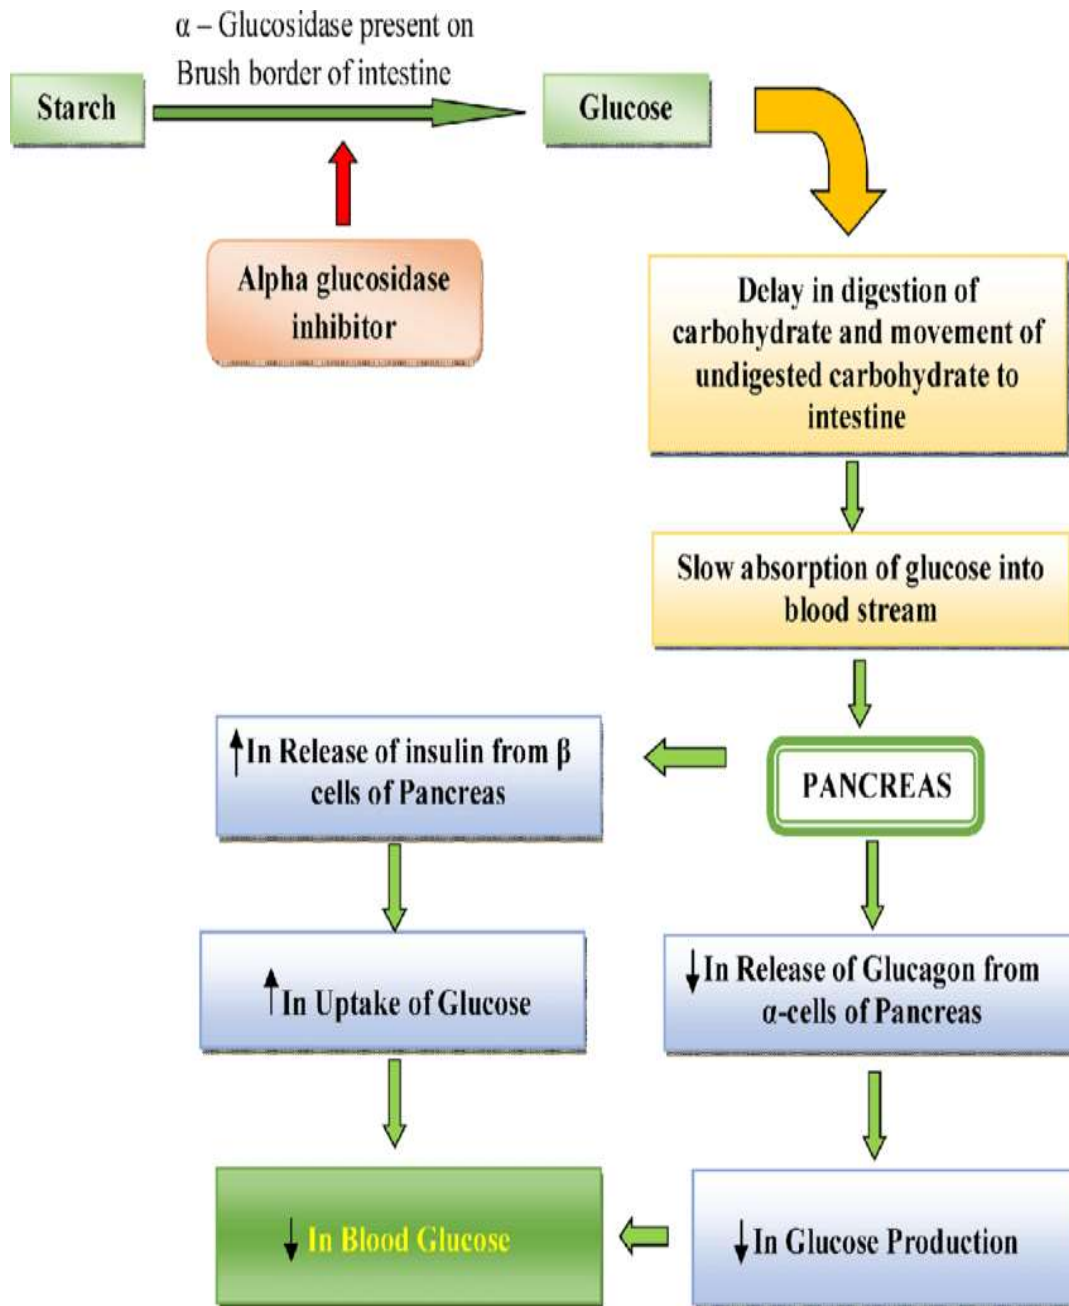 α – Glucosidase present on
Brush border of intestine
Starch
Glucose
Alpha glucosidase
inhibitor
Delay in digestion of
carbohydrate and movement of
undigested carbohydrate to
intestine
Slow absorption of glucose into
blood stream
PANCREAS
↑In Release of insulin from β
cells of Pancreas
↑In Uptake of Glucose
↓In Release of Glucagon from
α-cells of Pancreas
↓In Glucose Production
↓In Blood Glucose